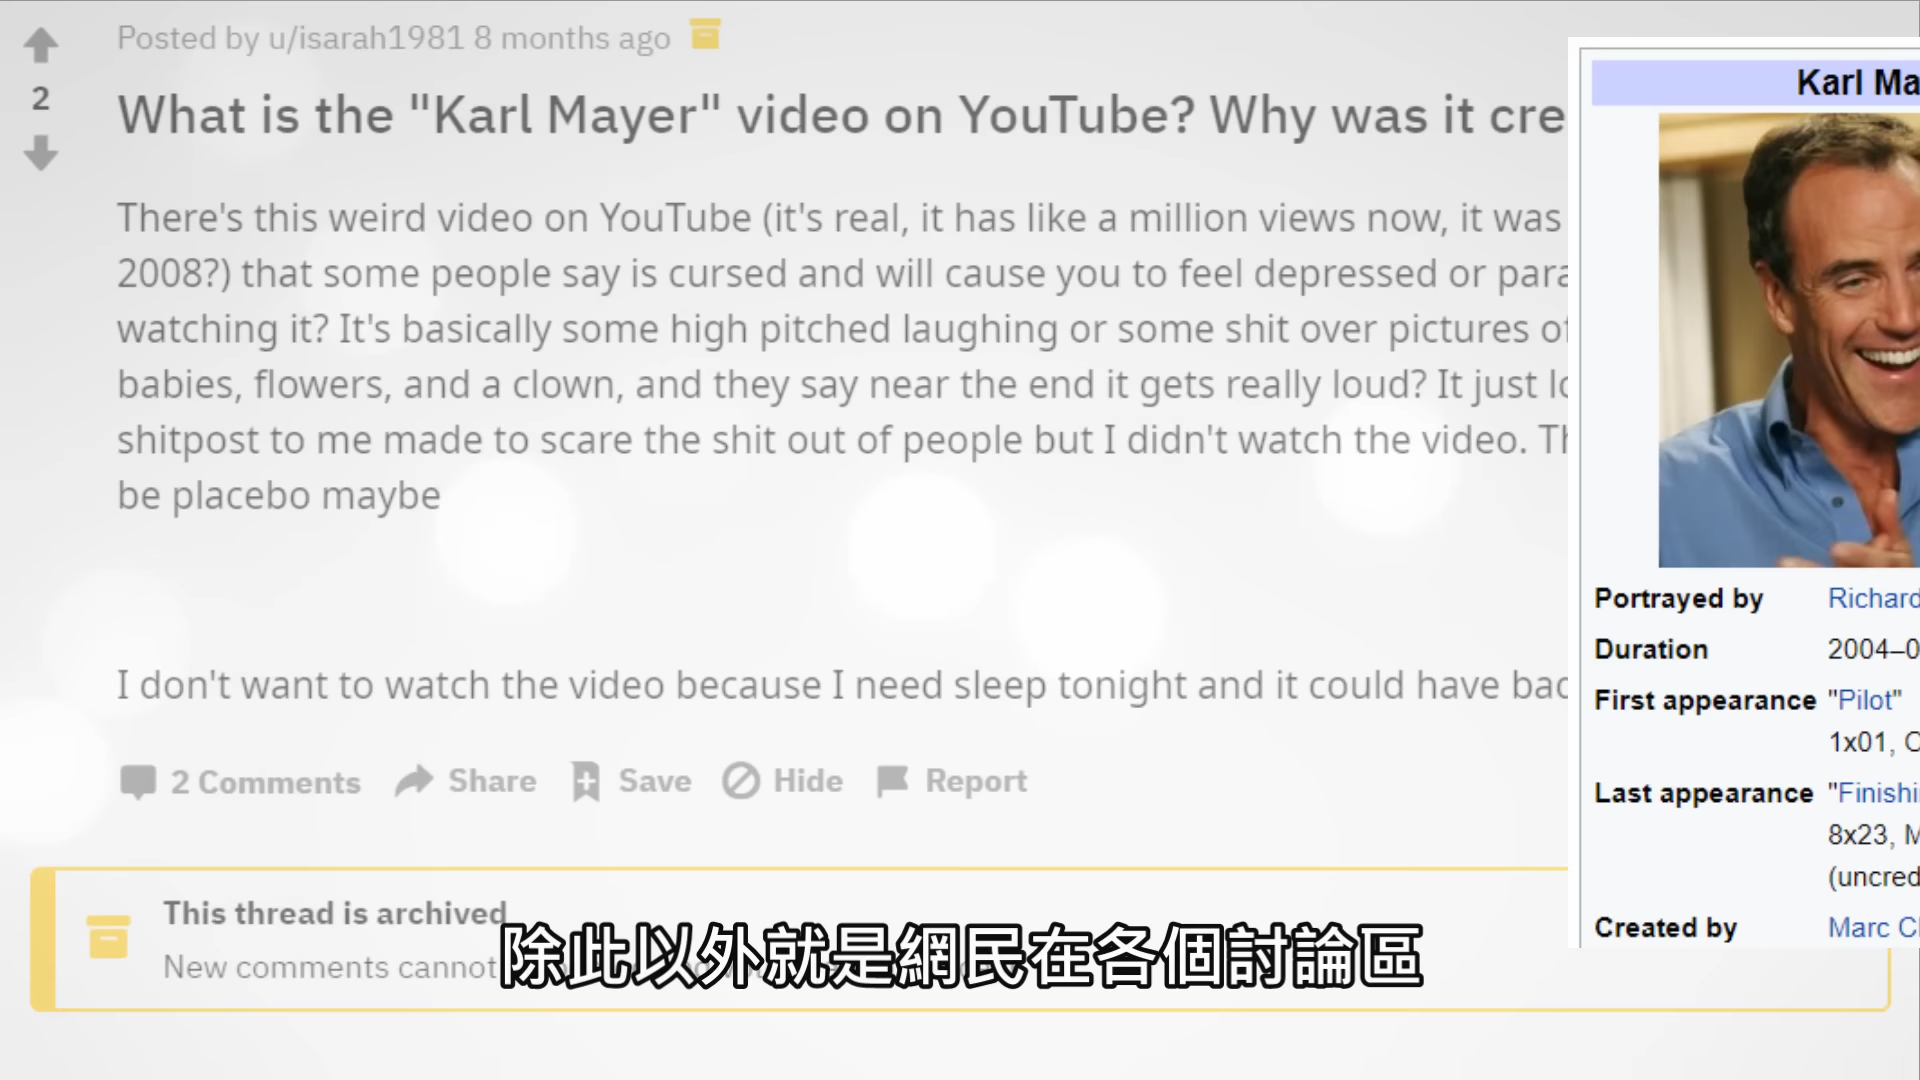 Posted by u/isarah1981 8 months ago
2
What is the "Karl Mayer" video on YouTube? Why was it cre
There's this weird video on YouTube (it's real, it has like a million views now, it was
2008?) that some people say is cursed and will cause you to feel depressed or para
watching it? It's basically some high pitched laughing or some shit over pictures of
babies, flowers, and a clown, and they say near the end it gets really loud? It just lo
shitpost to me made to scare the shit out of people but I didn't watch the video. Th
be placebo maybe
I don't want to watch the video because I need sleep tonight and it could have bad
2 Comments Share Save Hide Report
This thread is archived
New comments cannot
除此以外就是網民在各個討論區
Karl Ma
Portrayed by Richard
Duration 2004–0
First appearance "Pilot"
1x01, O
Last appearance "Finishi
8x23, M
(uncred
Created by Marc Ch